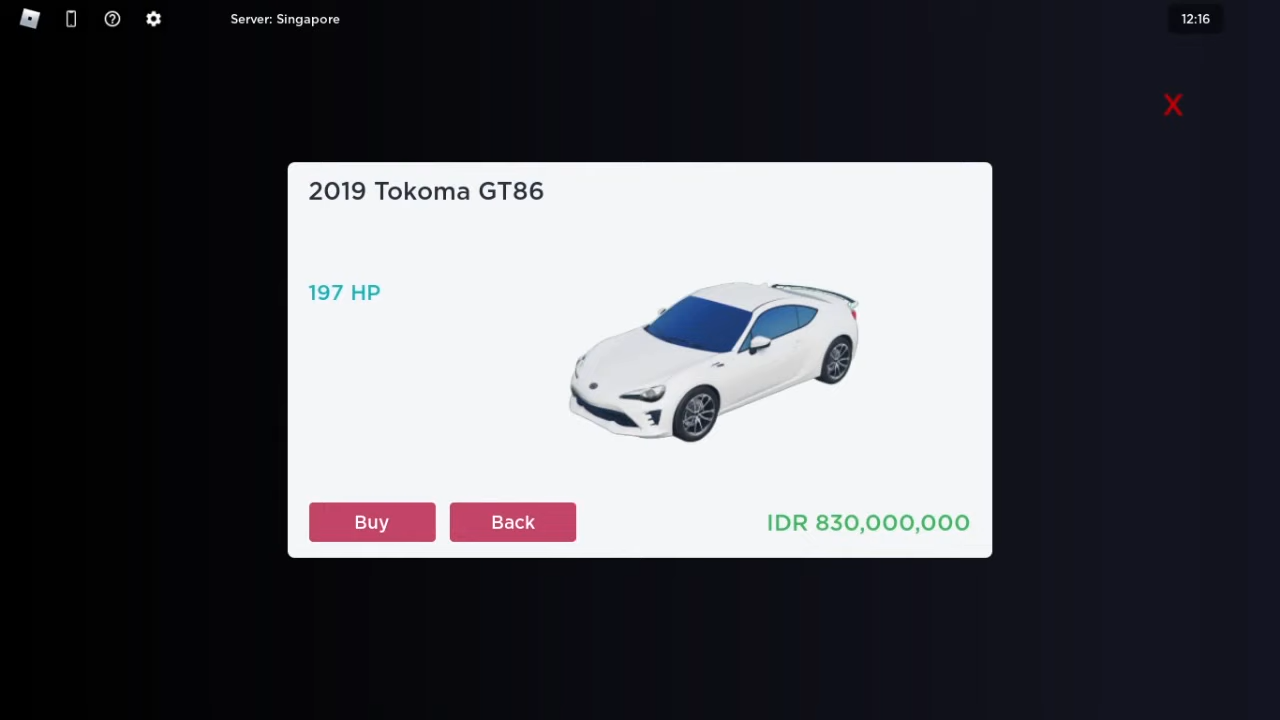 Server: Singapore
12:16
X
2019 Tokoma GT86
197 HP
Buy
Back
IDR 830,000,000